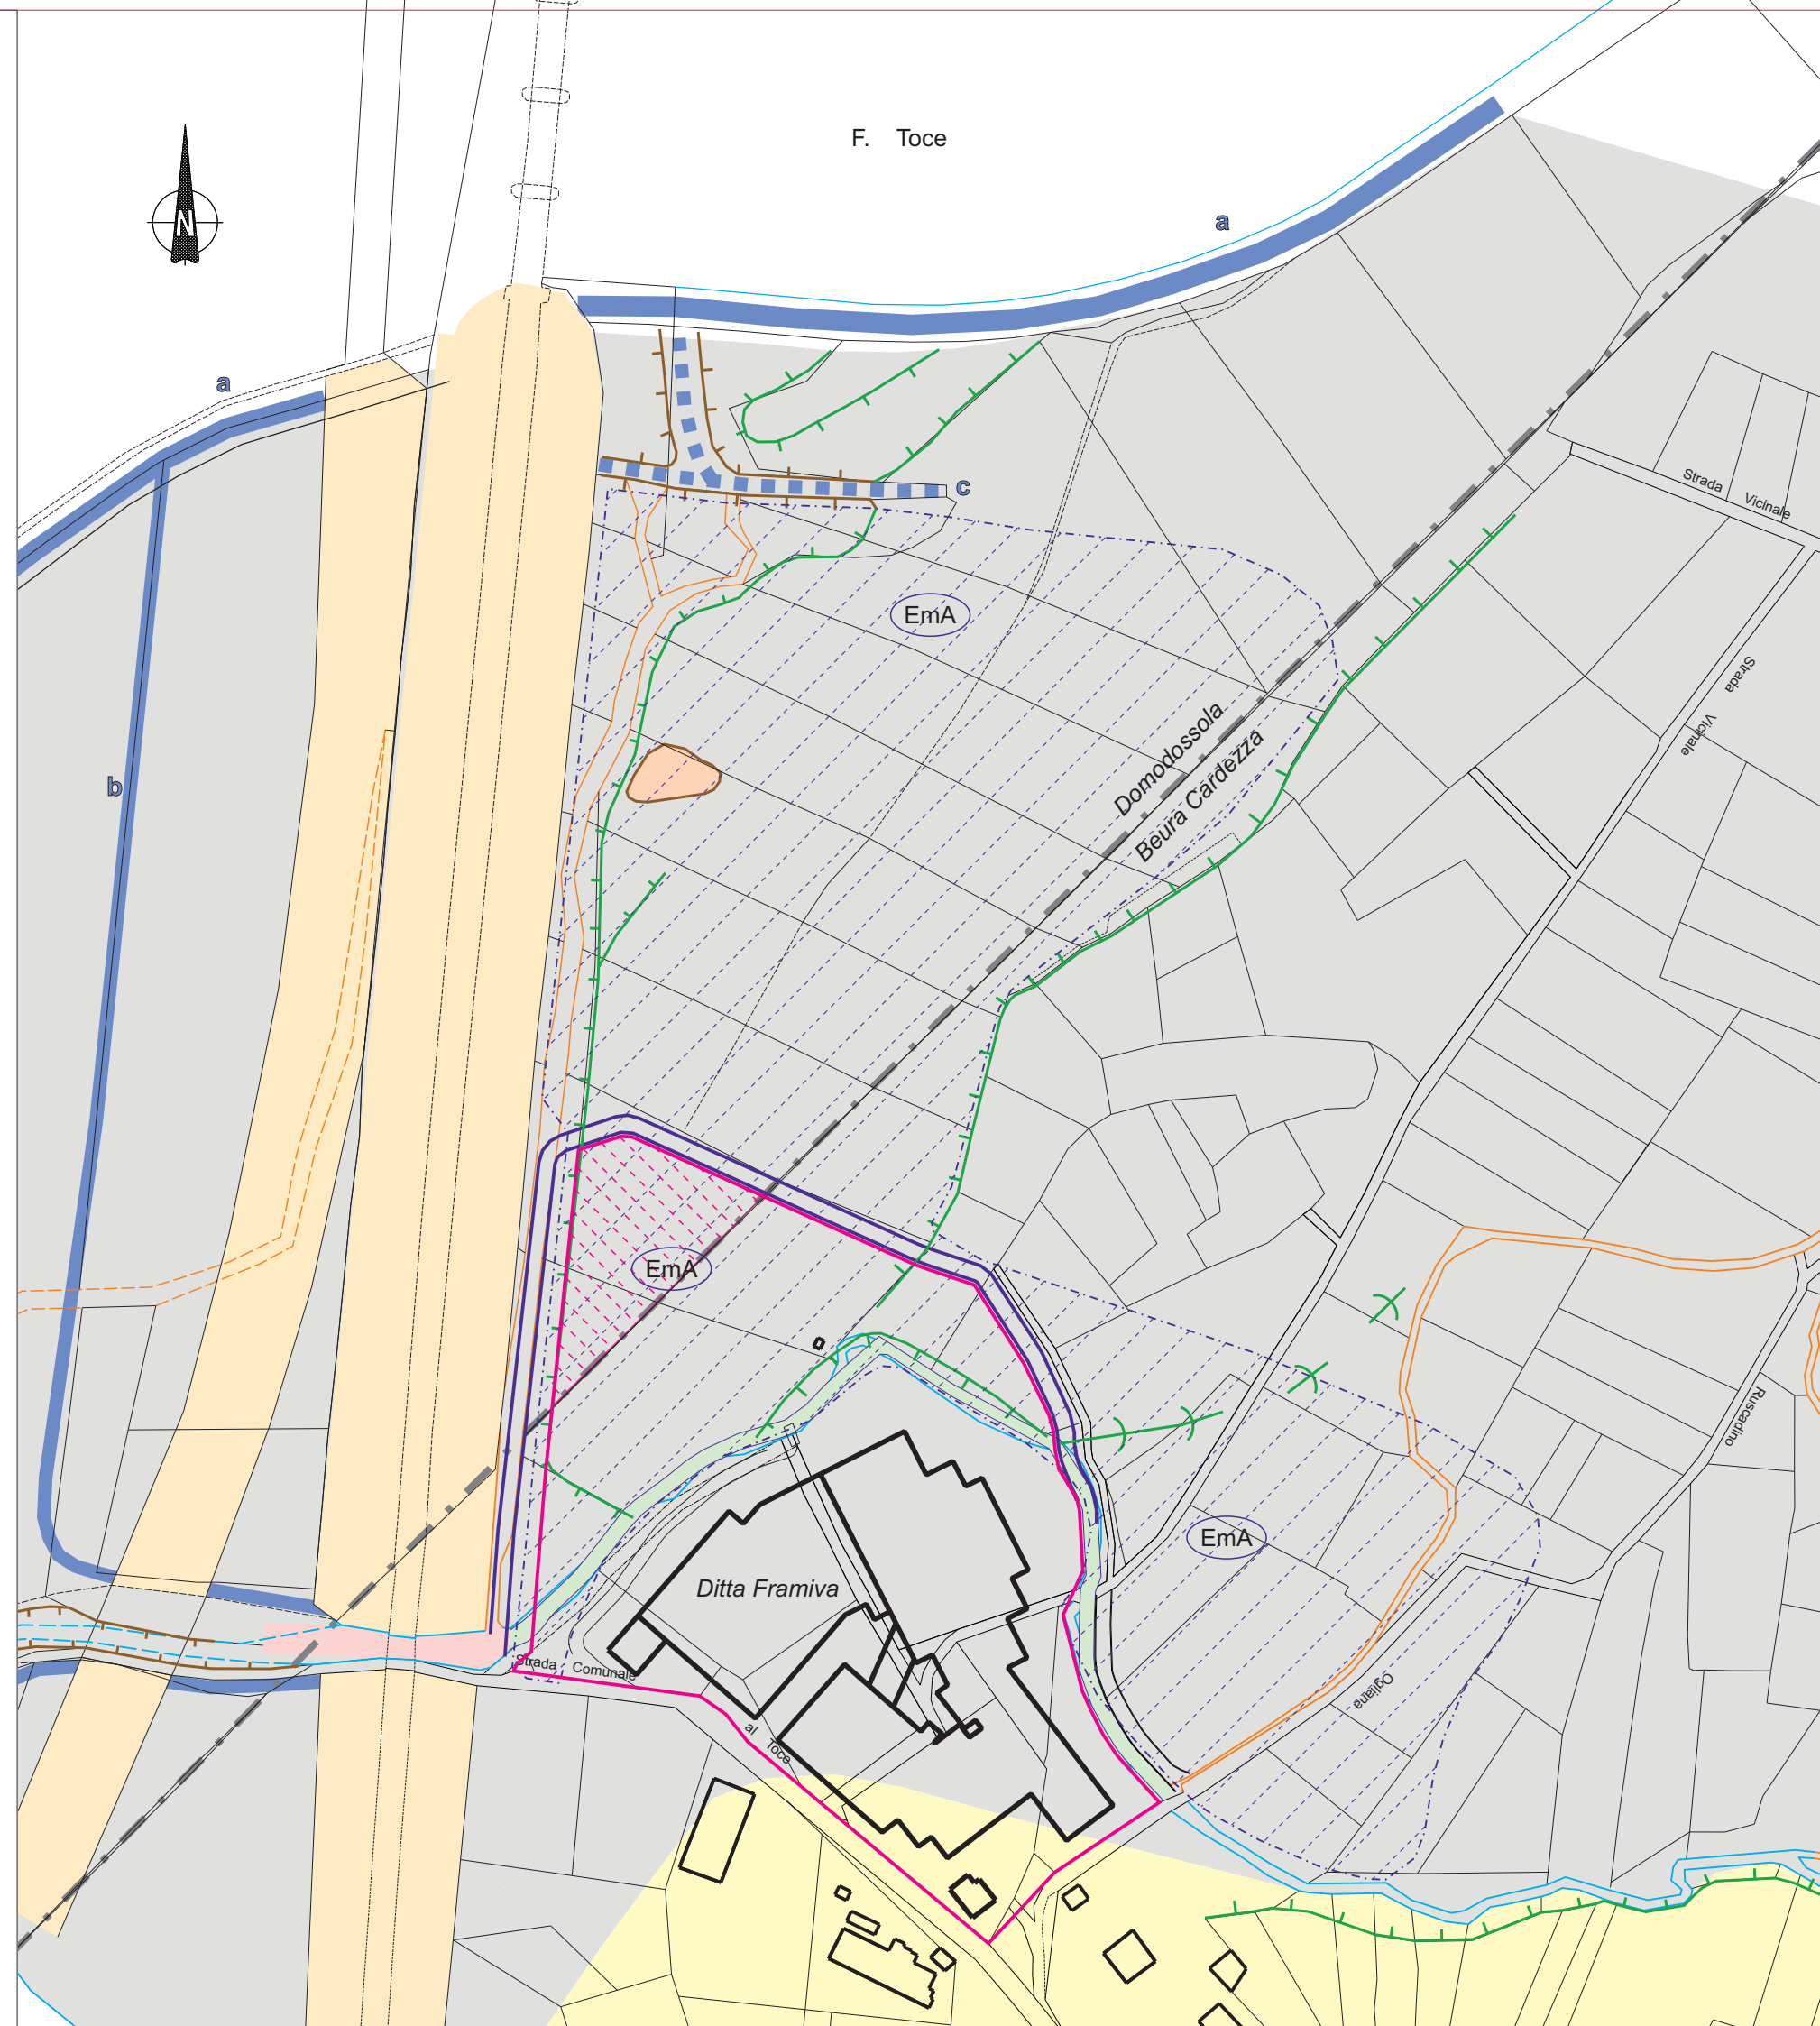 F. Toce
a
N
a
Strada Vicinale
c
EmA
Strada
Vicinale
Domodossola
Beura Cardezza
b
EmA
Ruscadino
EmA
Ditta Framiva
Strada Comunale
al Toce
Ogliana